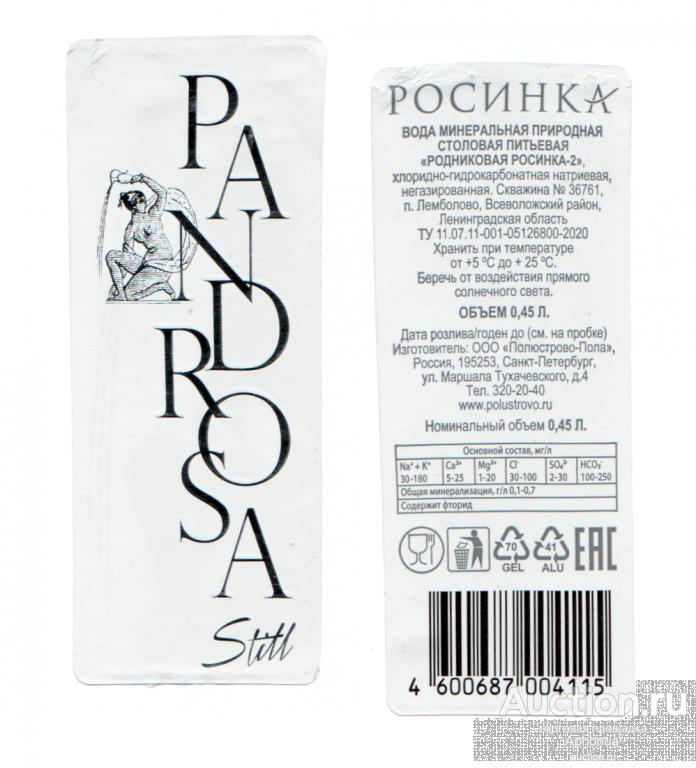 PANDROSA
Still
РОСИНКА
ВОДА МИНЕРАЛЬНАЯ ПРИРОДНАЯ
СТОЛОВАЯ ПИТЬЕВАЯ
«РОДНИКОВАЯ РОСИНКА-2»,
хлоридно-гидрокарбонатная натриевая,
негазированная. Скважина № 36761,
п. Лемболово, Всеволожский район,
Ленинградская область
ТУ 11.07.11-001-05126800-2020
Хранить при температуре
от +5 ºС до + 25 ºС.
Беречь от воздействия прямого
солнечного света.
ОБЪЕМ 0,45 Л.
Дата розлива/годен до (см. на пробке)
Изготовитель: ООО «Полюстрово-Пола»,
Россия, 195253, Санкт-Петербург,
ул. Маршала Тухачевского, д.4
Тел. 320-20-40
www.polustrovo.ru
Номинальный объем 0,45 Л.
Основной состав, мг/л
Na⁺ + K⁺ Ca²⁺ Mg²⁺ Cl⁻ SO₄²⁻ HCO₃⁻
30-180 5-25 1-20 30-100 2-30 100-250
Общая минерализация, г/л 0,1-0,7
Содержит фторид
70 41 EAC
GEL ALU
4 600687 004115
Auction.ru